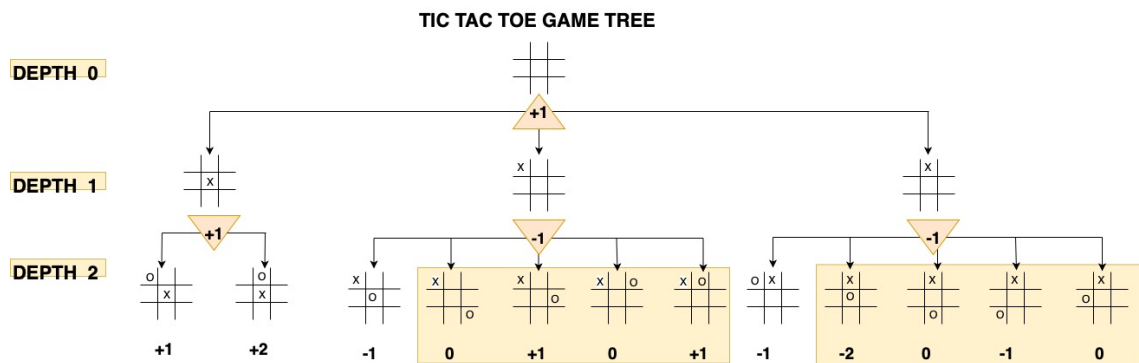 TIC TAC TOE GAME TREE
DEPTH 0
+1
DEPTH 1
X X X
+1 -1 -1
DEPTH 2
O O X X X X X O O X X X X X
X X O O O O O O
O O O
+1 +2 -1 0 +1 0 +1 -1 -2 0 -1 0